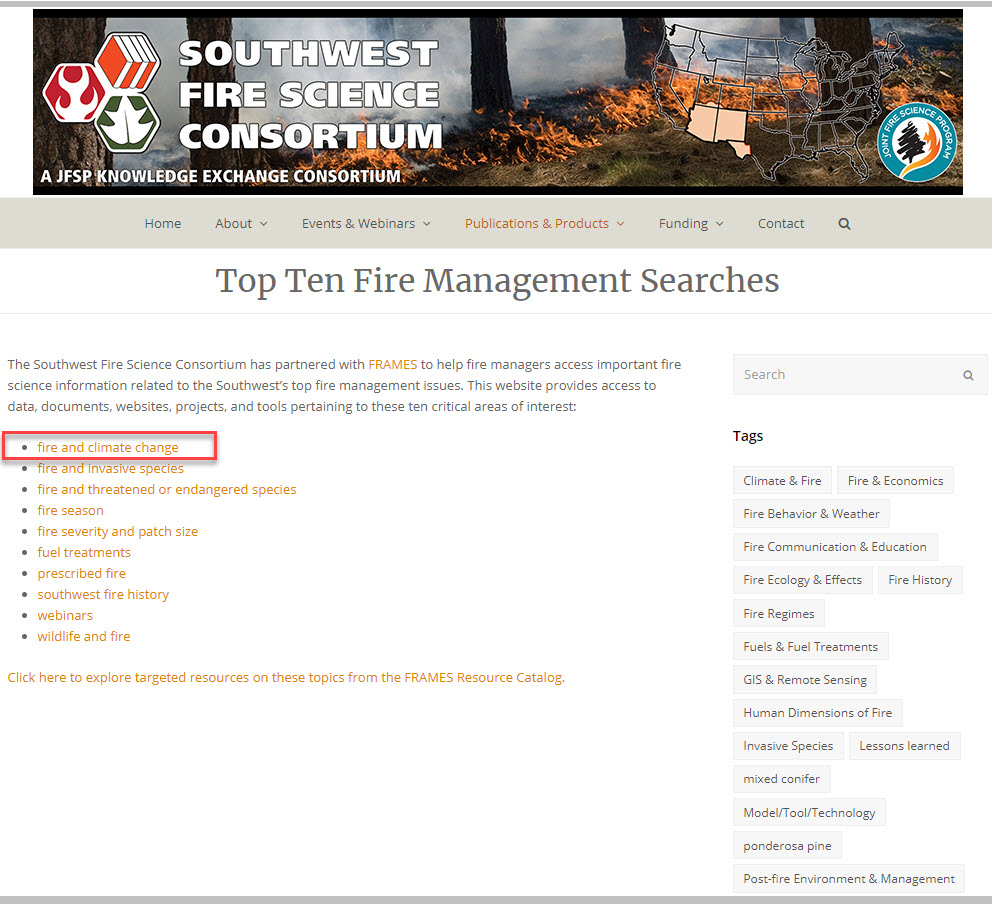 SOUTHWEST
FIRE SCIENCE
CONSORTIUM
A JFSP KNOWLEDGE EXCHANGE CONSORTIUM
JOINT FIRE SCIENCE PROGRAM
Home About Events & Webinars Publications & Products Funding Contact
Top Ten Fire Management Searches
The Southwest Fire Science Consortium has partnered with FRAMES to help fire managers access important fire
science information related to the Southwest's top fire management issues. This website provides access to
data, documents, websites, projects, and tools pertaining to these ten critical areas of interest:
• fire and climate change
• fire and invasive species
• fire and threatened or endangered species
• fire season
• fire severity and patch size
• fuel treatments
• prescribed fire
• southwest fire history
• webinars
• wildlife and fire
Click here to explore targeted resources on these topics from the FRAMES Resource Catalog.
Search
Tags
Climate & Fire Fire & Economics
Fire Behavior & Weather
Fire Communication & Education
Fire Ecology & Effects Fire History
Fire Regimes
Fuels & Fuel Treatments
GIS & Remote Sensing
Human Dimensions of Fire
Invasive Species Lessons learned
mixed conifer
Model/Tool/Technology
ponderosa pine
Post-fire Environment & Management